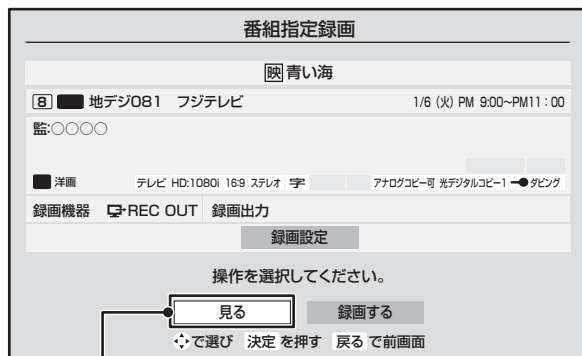 番組指定録画
映 青い海
8 地デジ081 フジテレビ 1/6 (火) PM 9:00~PM11:00
監:○○○○
洋画 テレビ HD:1080i 16:9 ステレオ 字 アナログコピー可 光デジタルコピー1 ダビング
録画機器 REC OUT 録画出力
録画設定
操作を選択してください。
見る 録画する
で選び 決定 を押す 戻る で前画面